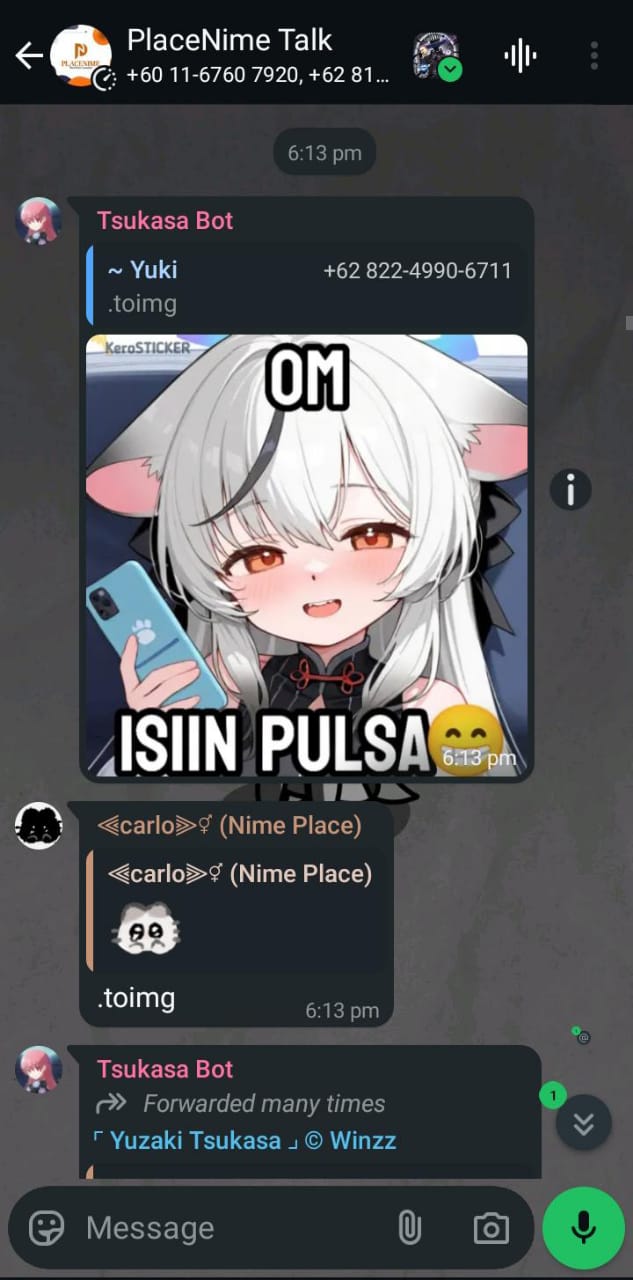 PlaceNime Talk
+60 11-6760 7920, +62 81...
PLACENIME
6:13 pm
Tsukasa Bot
~ Yuki +62 822-4990-6711
.toimg
KeroSTICKER
OM
ISIIN PULSA
6:13 pm
⪡carlo⪢⚥ (Nime Place)
⪡carlo⪢⚥ (Nime Place)
.toimg
6:13 pm
Tsukasa Bot
Forwarded many times
「 Yuzaki Tsukasa 」 © Winzz
1
Message